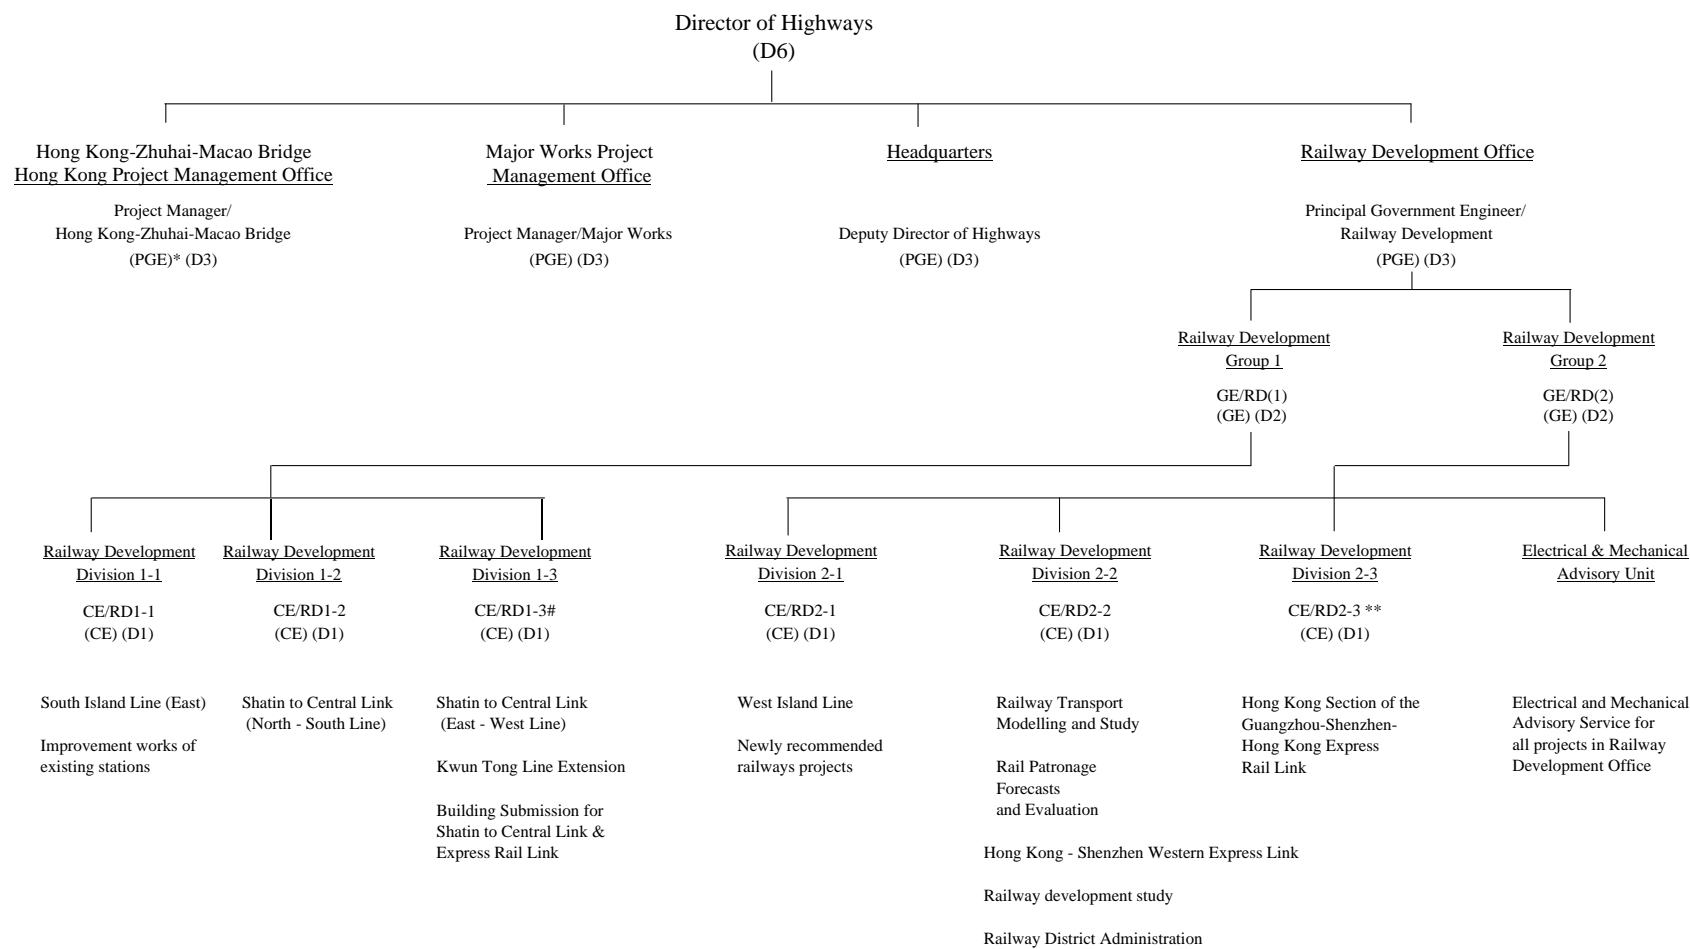 Director of Highways
(D6)
Hong Kong-Zhuhai-Macao Bridge
Hong Kong Project Management Office
Project Manager/
Hong Kong-Zhuhai-Macao Bridge
(PGE)* (D3)
Major Works Project
Management Office
Project Manager/Major Works
(PGE) (D3)
Headquarters
Deputy Director of Highways
(PGE) (D3)
Railway Development Office
Principal Government Engineer/
Railway Development
(PGE) (D3)
Railway Development
Group 1
GE/RD(1)
(GE) (D2)
Railway Development
Group 2
GE/RD(2)
(GE) (D2)
Railway Development
Division 1-1
CE/RD1-1
(CE) (D1)
South Island Line (East)
Improvement works of
existing stations
Railway Development
Division 1-2
CE/RD1-2
(CE) (D1)
Shatin to Central Link
(North - South Line)
Railway Development
Division 1-3
CE/RD1-3#
(CE) (D1)
Shatin to Central Link
(East - West Line)
Kwun Tong Line Extension
Building Submission for
Shatin to Central Link &
Express Rail Link
Railway Development
Division 2-1
CE/RD2-1
(CE) (D1)
West Island Line
Newly recommended
railways projects
Railway Development
Division 2-2
CE/RD2-2
(CE) (D1)
Railway Transport
Modelling and Study
Rail Patronage
Forecasts
and Evaluation
Hong Kong - Shenzhen Western Express Link
Railway development study
Railway District Administration
Railway Development
Division 2-3
CE/RD2-3 **
(CE) (D1)
Hong Kong Section of the
Guangzhou-Shenzhen-
Hong Kong Express
Rail Link
Electrical & Mechanical
Advisory Unit
Electrical and Mechanical
Advisory Service for
all projects in Railway
Development Office